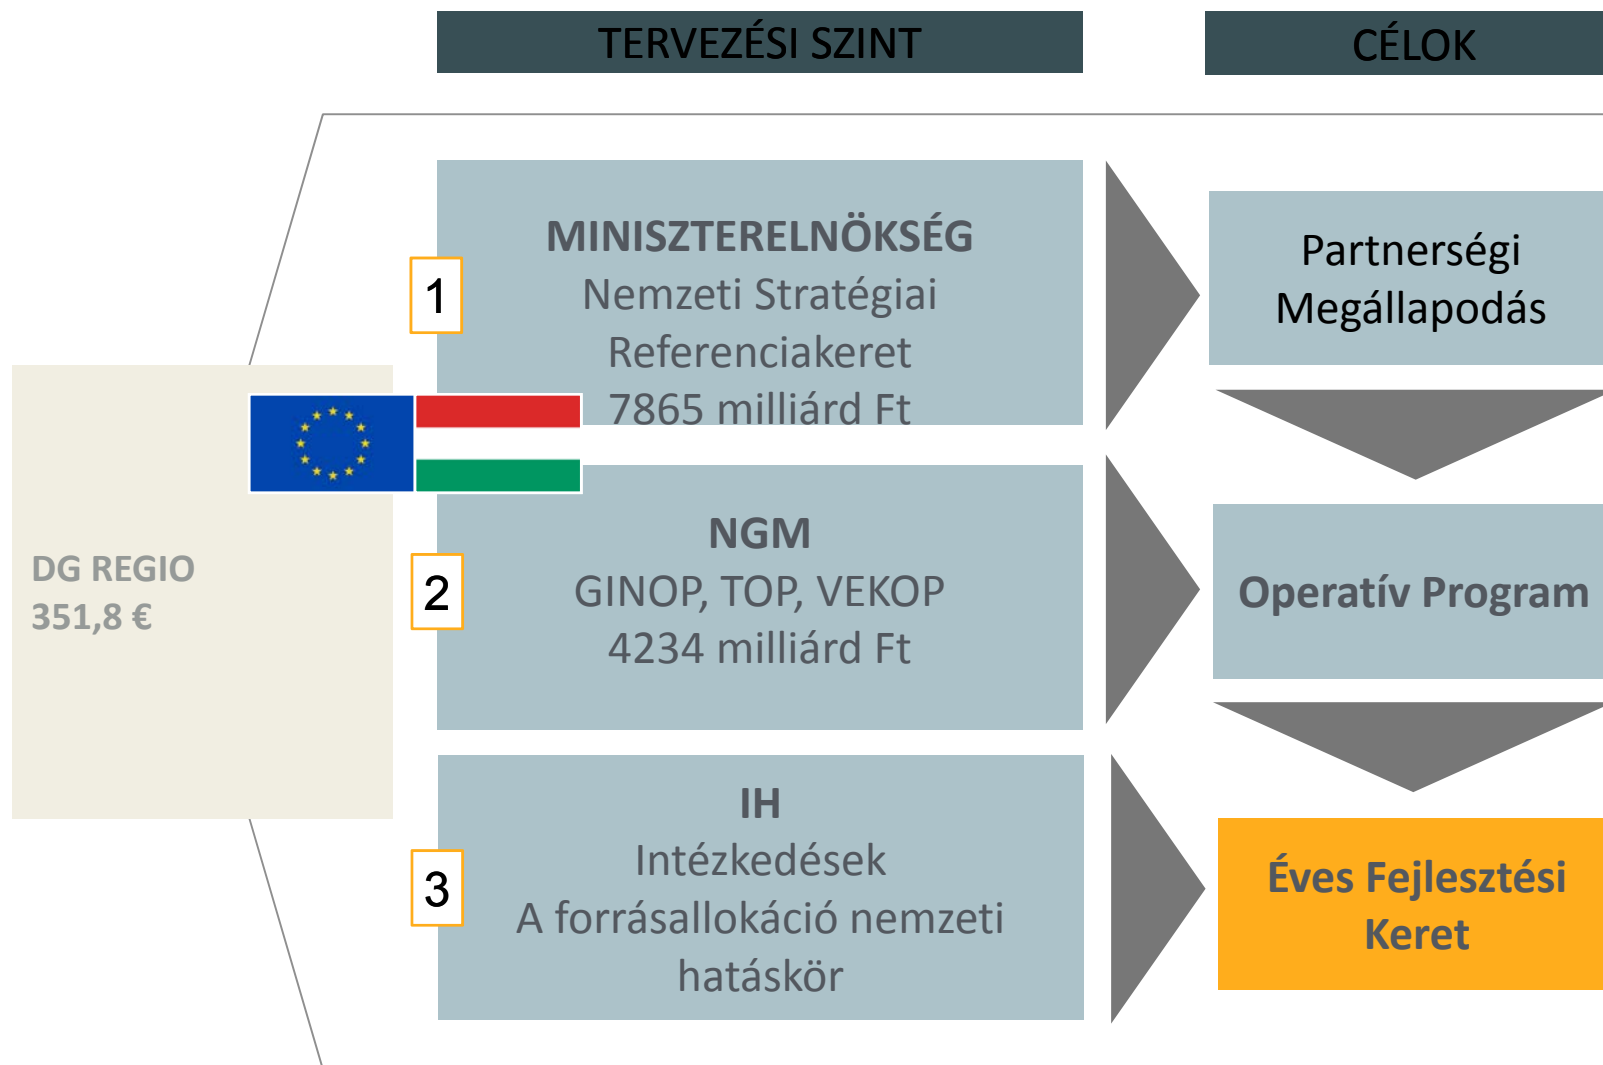 TERVEZÉSI SZINT
CÉLOK
DG REGIO
351,8 €
1
MINISZTERELNÖKSÉG
Nemzeti Stratégiai
Referenciakeret
7865 milliárd Ft
Partnerségi
Megállapodás
2
NGM
GINOP, TOP, VEKOP
4234 milliárd Ft
Operatív Program
3
IH
Intézkedések
A forrásallokáció nemzeti
hatáskör
Éves Fejlesztési
Keret